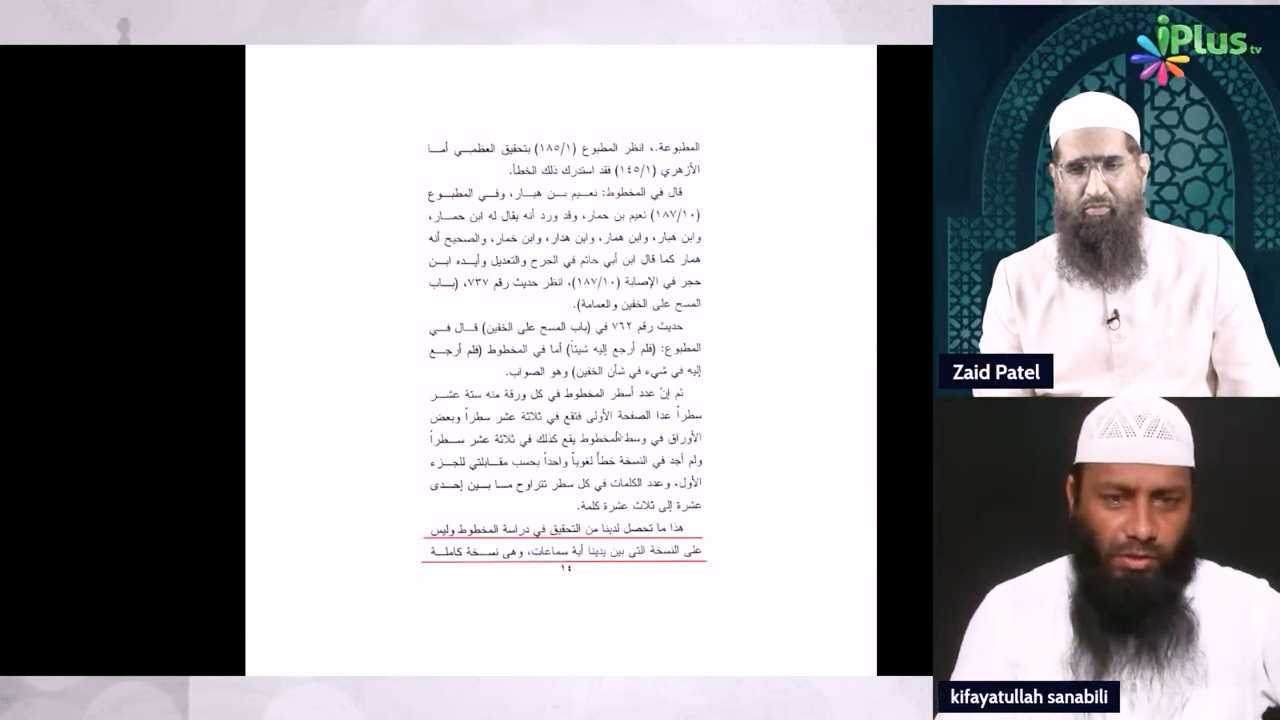 iPlus tv
المطبوعة.، انظر المطبوع (١/١٨٥) بتحقيق العظمي أما
الأزهري (١/١٤٥) فقد استدرك ذلك الخطأ.
قال في المخطوط: نعيم بن هبار، وفي المطبوع
(١٨٧/١٠) نعيم بن حمار، وقد ورد أنه يقال له ابن حمار،
وابن هبار، وابن همار، وابن هدار، وابن خمار، والصحيح أنه
همار كما قال ابن أبي حاتم في الجرح والتعديل وأيده ابن
حجر في الإصابة (١٨٧/١٠)، انظر حديث رقم ٧٣٧، (باب
المسح على الخفين والعمامة).
حديث رقم ٧٦٢ في (باب المسح على الخفين) قال في
المطبوع: (فلم أرجع إليه شيئاً) أما في المخطوط (فلم أرجع
إليه في شيء في شأن الخفين) وهو الصواب.
ثم إنَّ عدد أسطر المخطوط في كل ورقة منه ستة عشر
سطراً عدا الصفحة الأولى فتقع في ثلاثة عشر سطراً وبعض
الأوراق في وسط المخطوط يقع كذلك في ثلاثة عشر سطراً
ولم أجد في النسخة خطأً لغوياً واحداً بحسب مقابلتي للجزء
الأول، وعدد الكلمات في كل سطر تتراوح ما بين إحدى
عشرة إلى ثلاث عشرة كلمة.
هذا ما تحصل لدينا من التحقيق في دراسة المخطوط وليس
على النسخة التي بين يدينا أية سماعات، وهي نسخة كاملة
١٤
Zaid Patel
kifayatullah sanabili